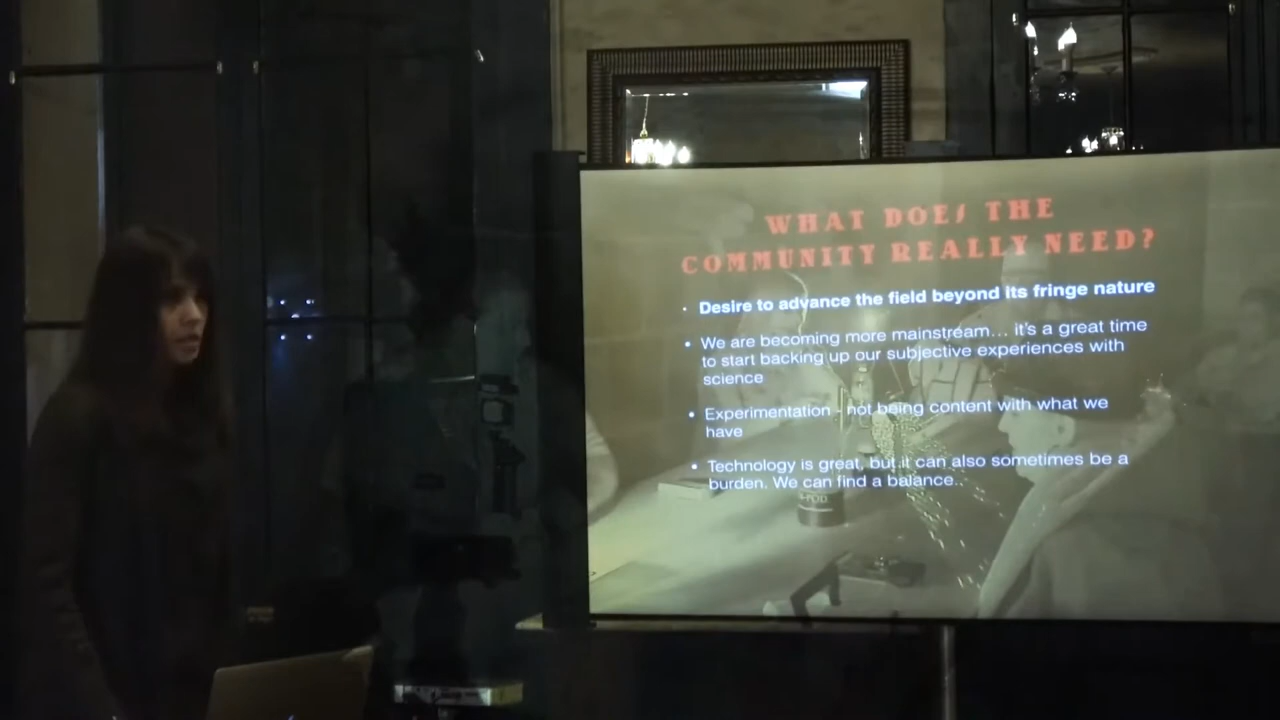 WHAT DOES THE
COMMUNITY REALLY NEED?
• Desire to advance the field beyond its fringe nature
• We are becoming more mainstream... it's a great time
to start backing up our subjective experiences with
science
• Experimentation - not being content with what we
have
• Technology is great, but it can also sometimes be a
burden. We can find a balance..